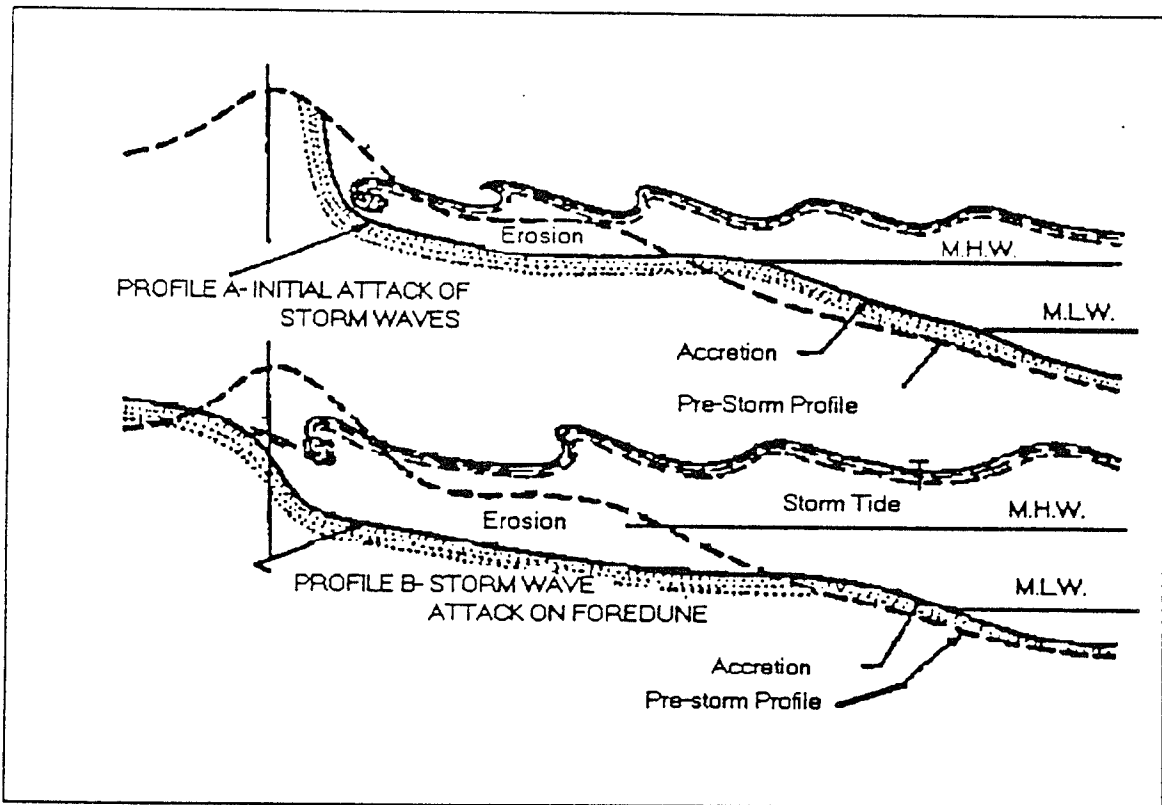 Erosion
M.H.W.
PROFILE A- INITIAL ATTACK OF
STORM WAVES
M.L.W.
Accretion
Pre-Storm Profile
Storm Tide
M.H.W.
Erosion
PROFILE B- STORM WAVE
ATTACK ON FOREDUNE
M.L.W.
Accretion
Pre-storm Profile